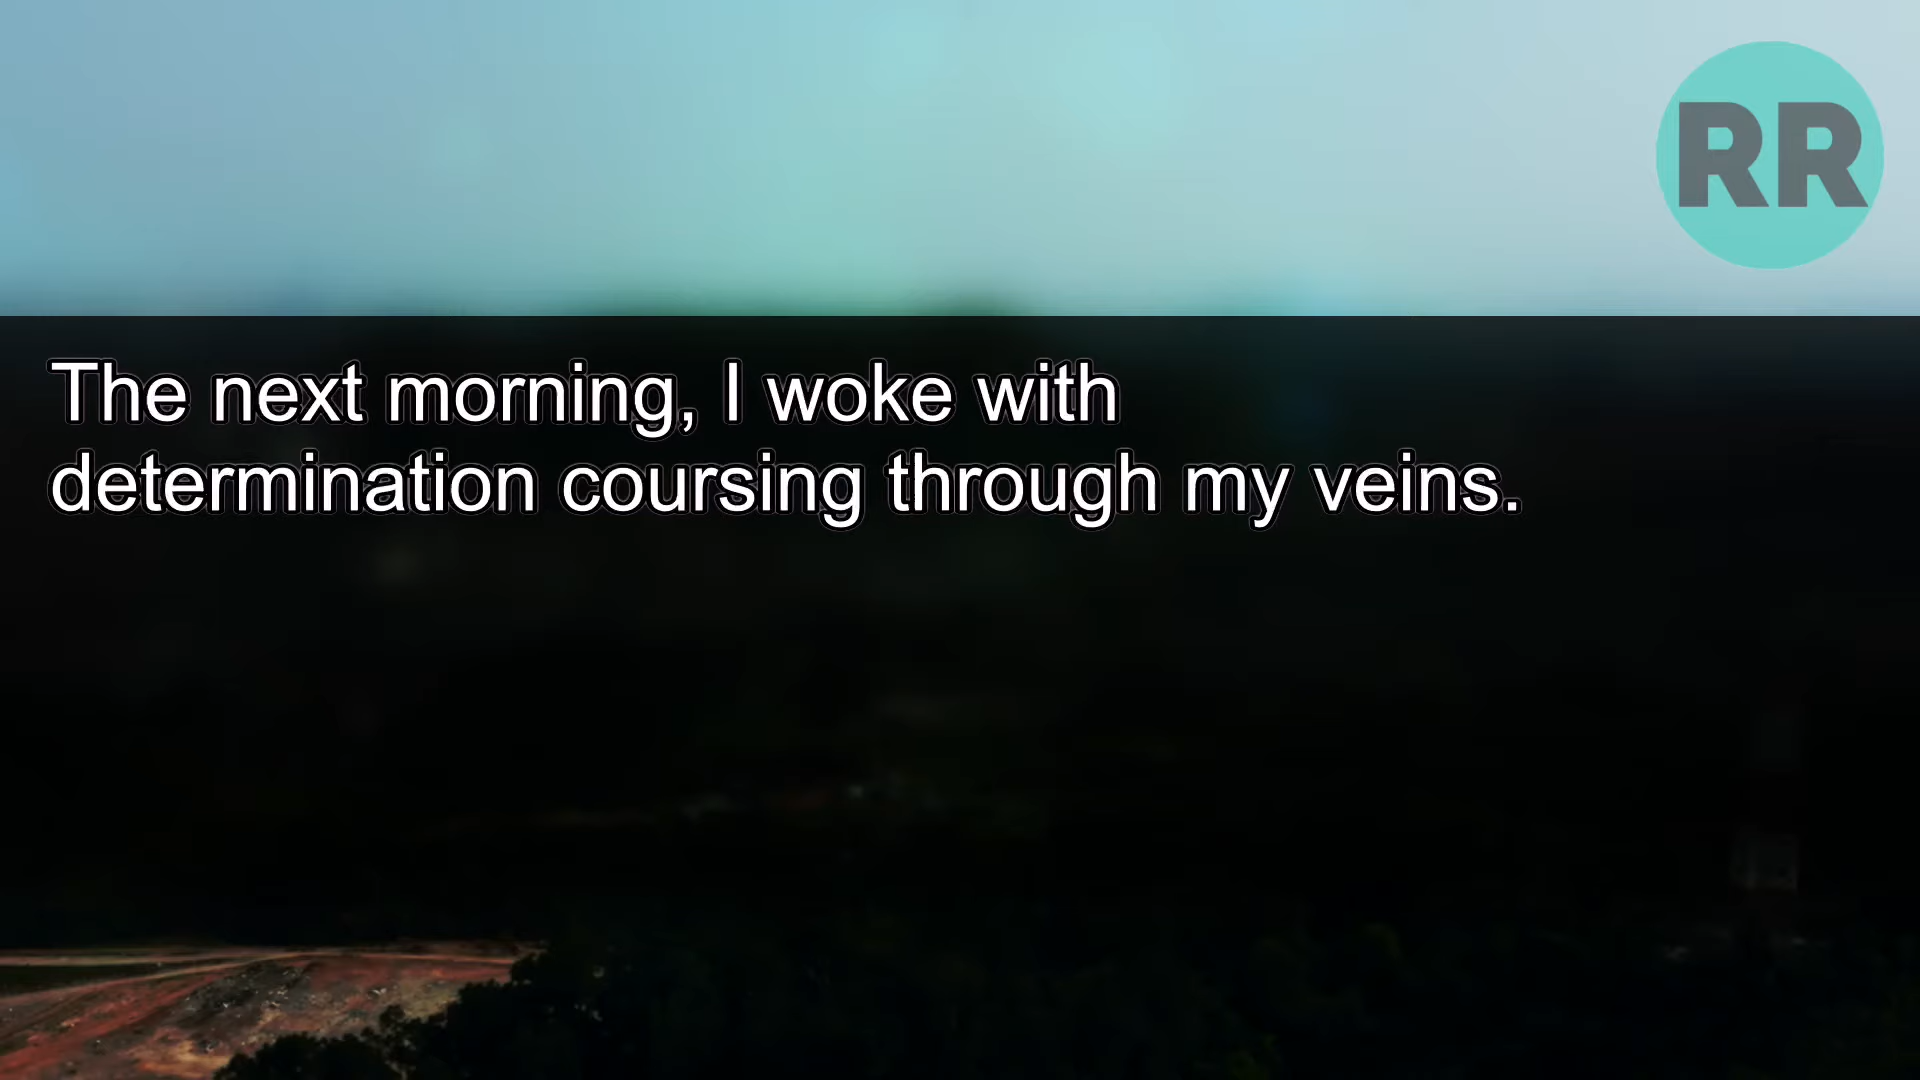 RR
The next morning, I woke with
determination coursing through my veins.